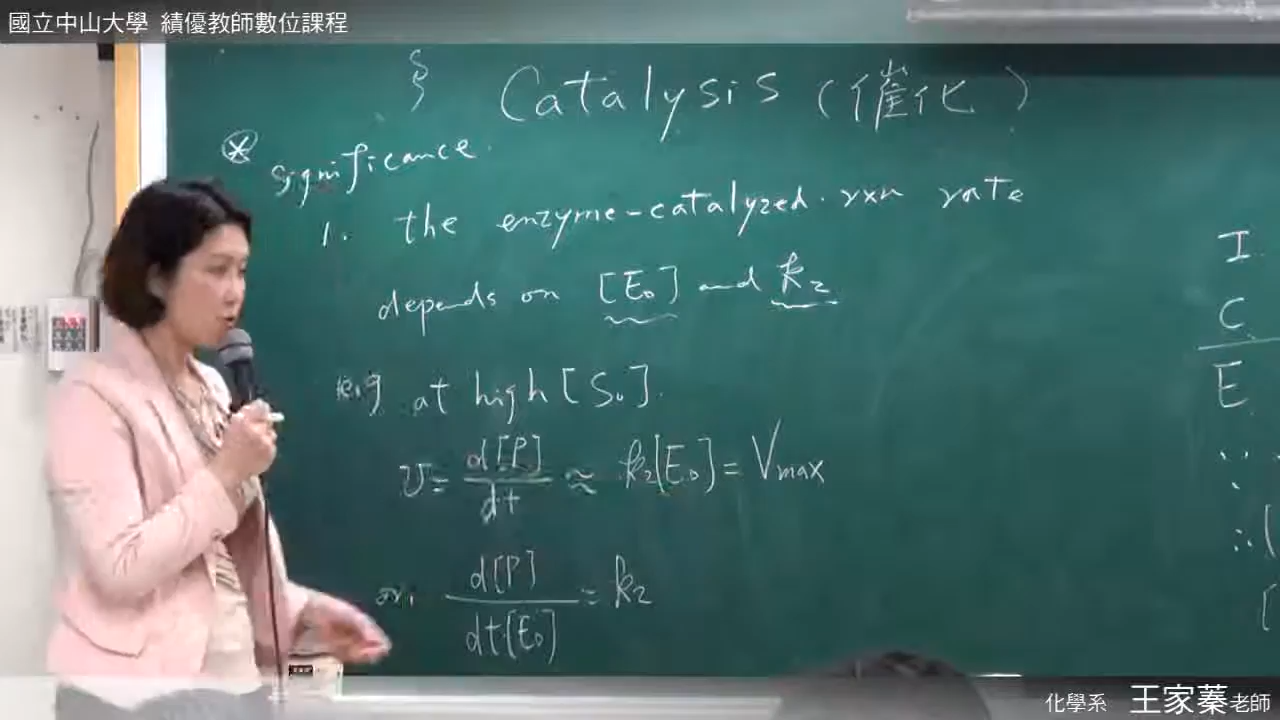 國立中山大學 績優教師數位課程
§ Catalysis (催化)
* Significance.
1. the enzyme-catalyzed. rxn rate
depends on [E₀] and k₂
e.g at high [S₀].
v = d[P]/dt ≈ k₂[E₀] = Vmax
or. d[P]/dt[E₀] = k₂
I.
C.
E.
化學系 王家蓁老師